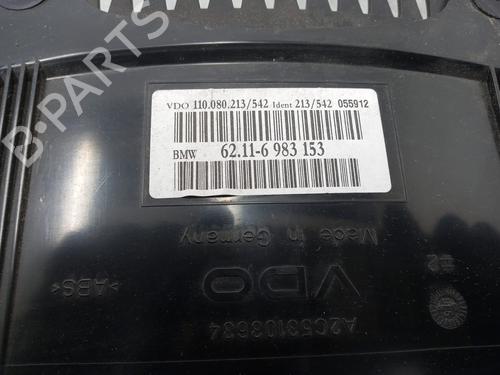 B-PARTS
VDO 110.080.213/542 Ident 213/542 055912
BMW 62.11-6 983 153
Made in Germany
>ABS<
VDO
A2C53103634